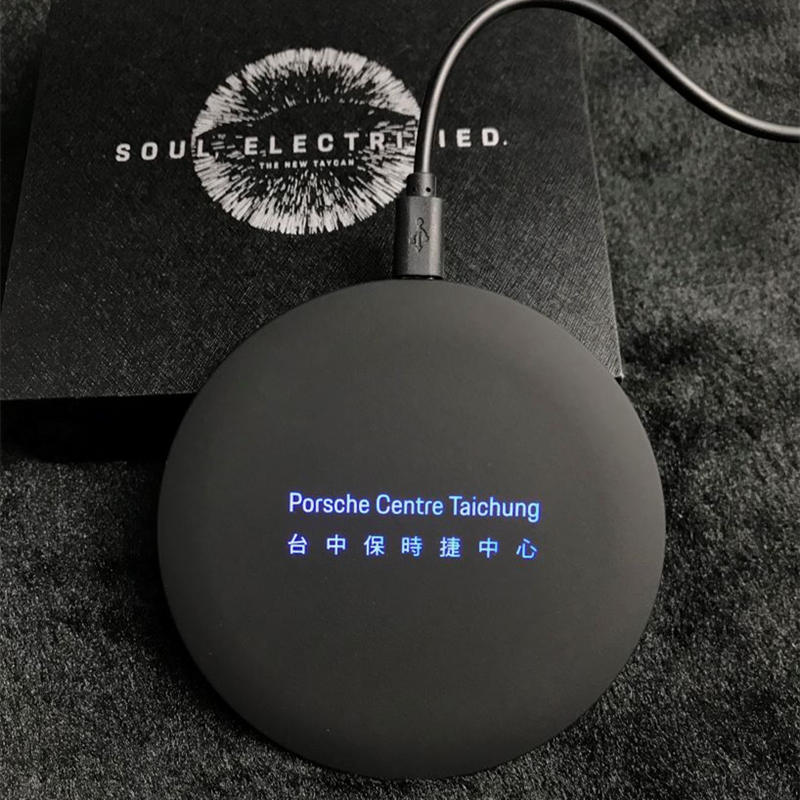 SOUL, ELECTRIFIED.
THE NEW TAYCAN
Porsche Centre Taichung
台中保時捷中心